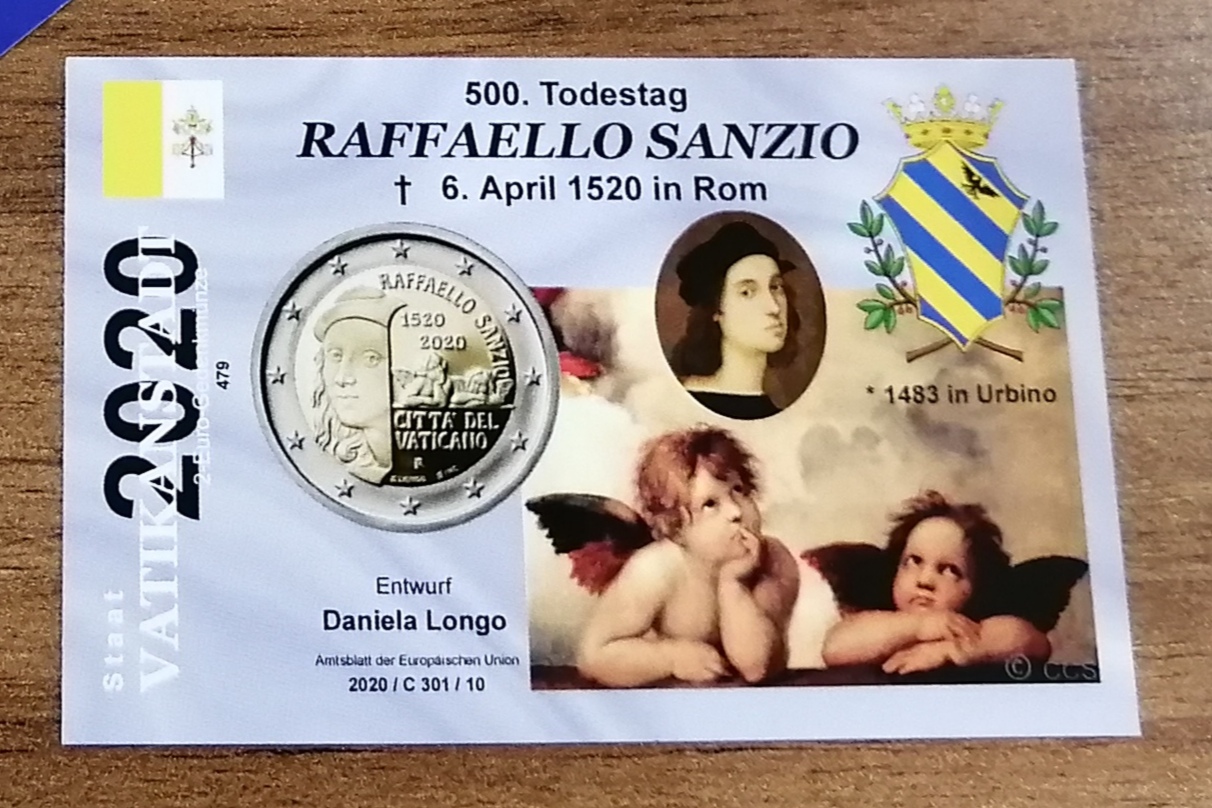 500. Todestag
RAFFAELLO SANZIO
† 6. April 1520 in Rom
2020
Staat
VATIKANSTADT
479
RAFFAELLO SANZIO
1520
2020
CITTA' DEL
VATICANO
R
* 1483 in Urbino
Entwurf
Daniela Longo
Amtsblatt der Europäischen Union
2020 / C 301 / 10
© CCS